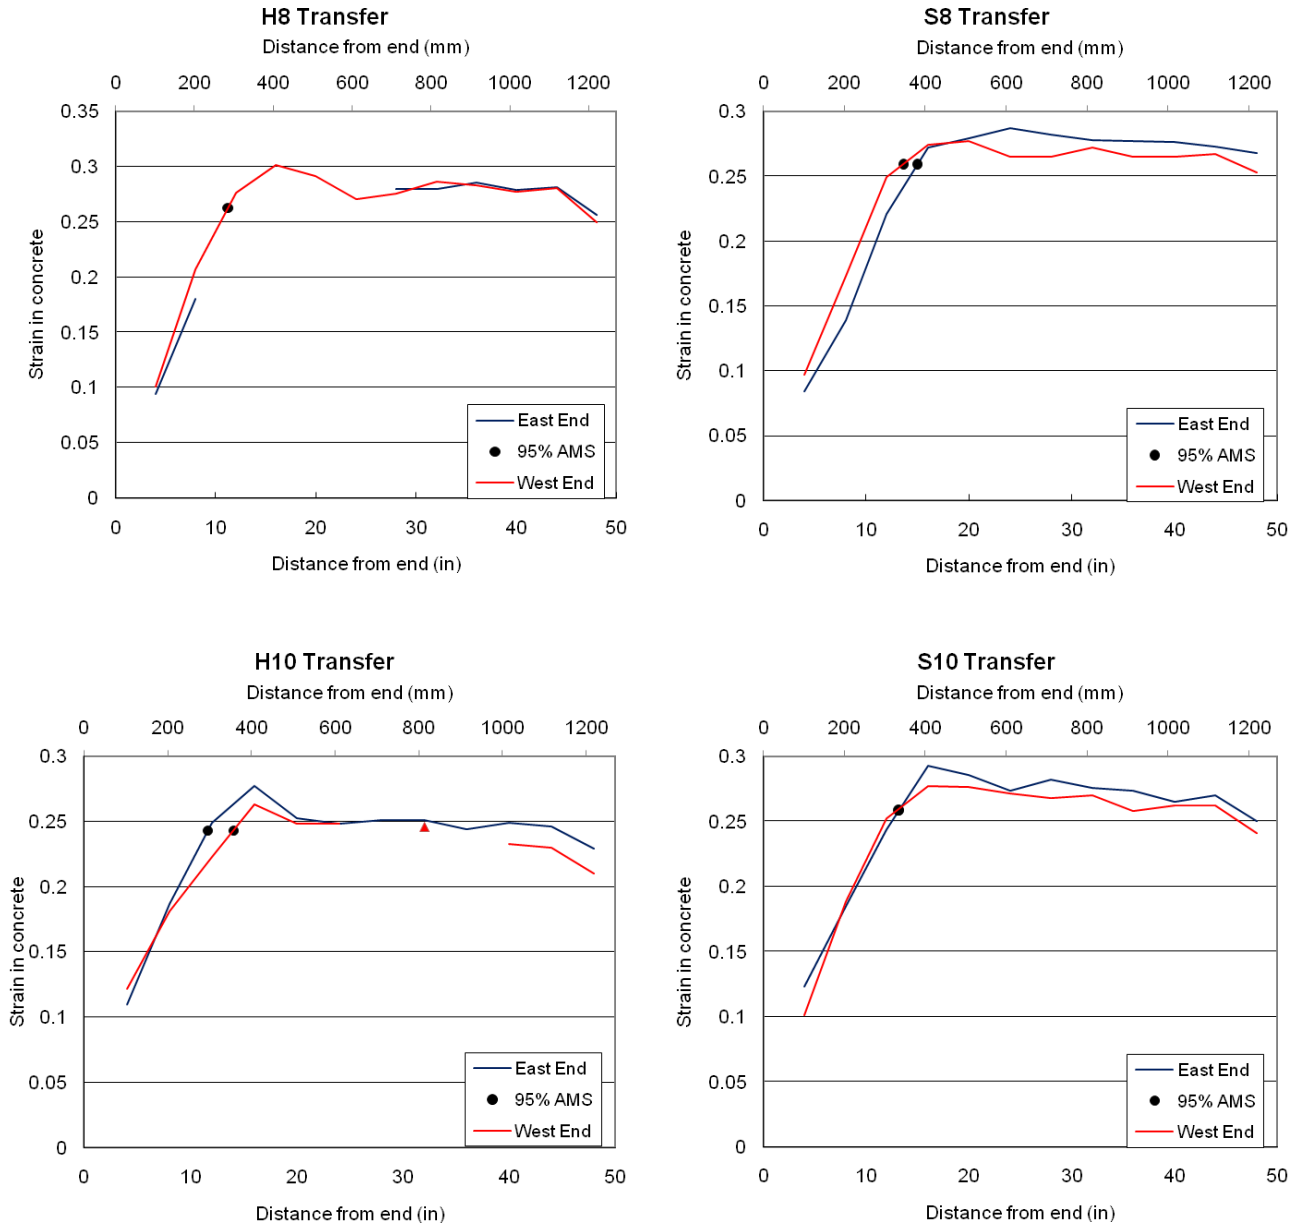 H8 Transfer
Distance from end (mm)
0 200 400 600 800 1000 1200
0.35
0.3
0.25
0.2
0.15
0.1
0.05
0
Strain in concrete
East End
95% AMS
West End
0 10 20 30 40 50
Distance from end (in)
S8 Transfer
Distance from end (mm)
0 200 400 600 800 1000 1200
0.3
0.25
0.2
0.15
0.1
0.05
0
Strain in concrete
East End
95% AMS
West End
0 10 20 30 40 50
Distance from end (in)
H10 Transfer
Distance from end (mm)
0 200 400 600 800 1000 1200
0.3
0.25
0.2
0.15
0.1
0.05
0
Strain in concrete
East End
95% AMS
West End
0 10 20 30 40 50
Distance from end (in)
S10 Transfer
Distance from end (mm)
0 200 400 600 800 1000 1200
0.3
0.25
0.2
0.15
0.1
0.05
0
Strain in concrete
East End
95% AMS
West End
0 10 20 30 40 50
Distance from end (in)